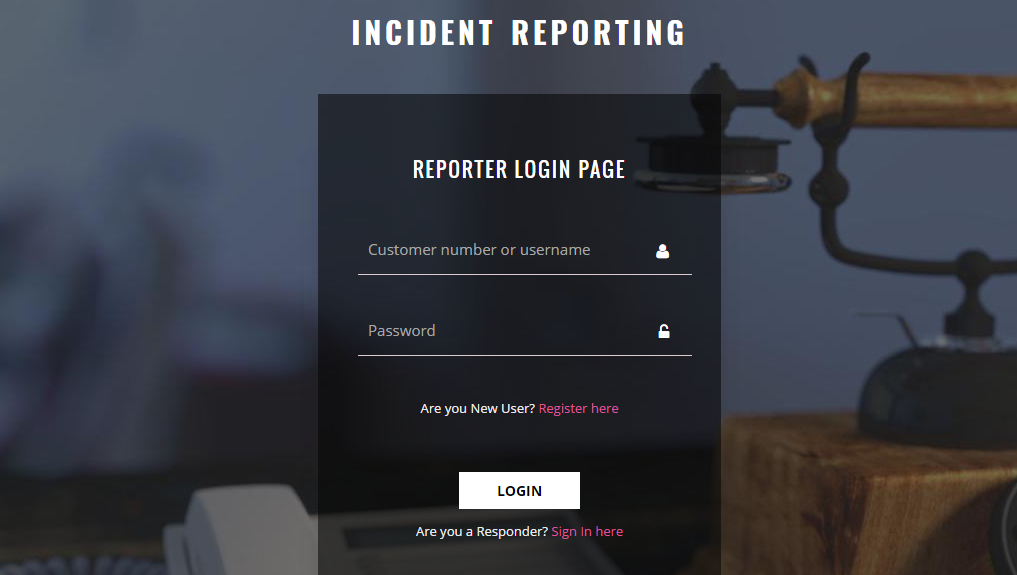 INCIDENT REPORTING
REPORTER LOGIN PAGE
Customer number or username
Password
Are you New User? Register here
LOGIN
Are you a Responder? Sign In here